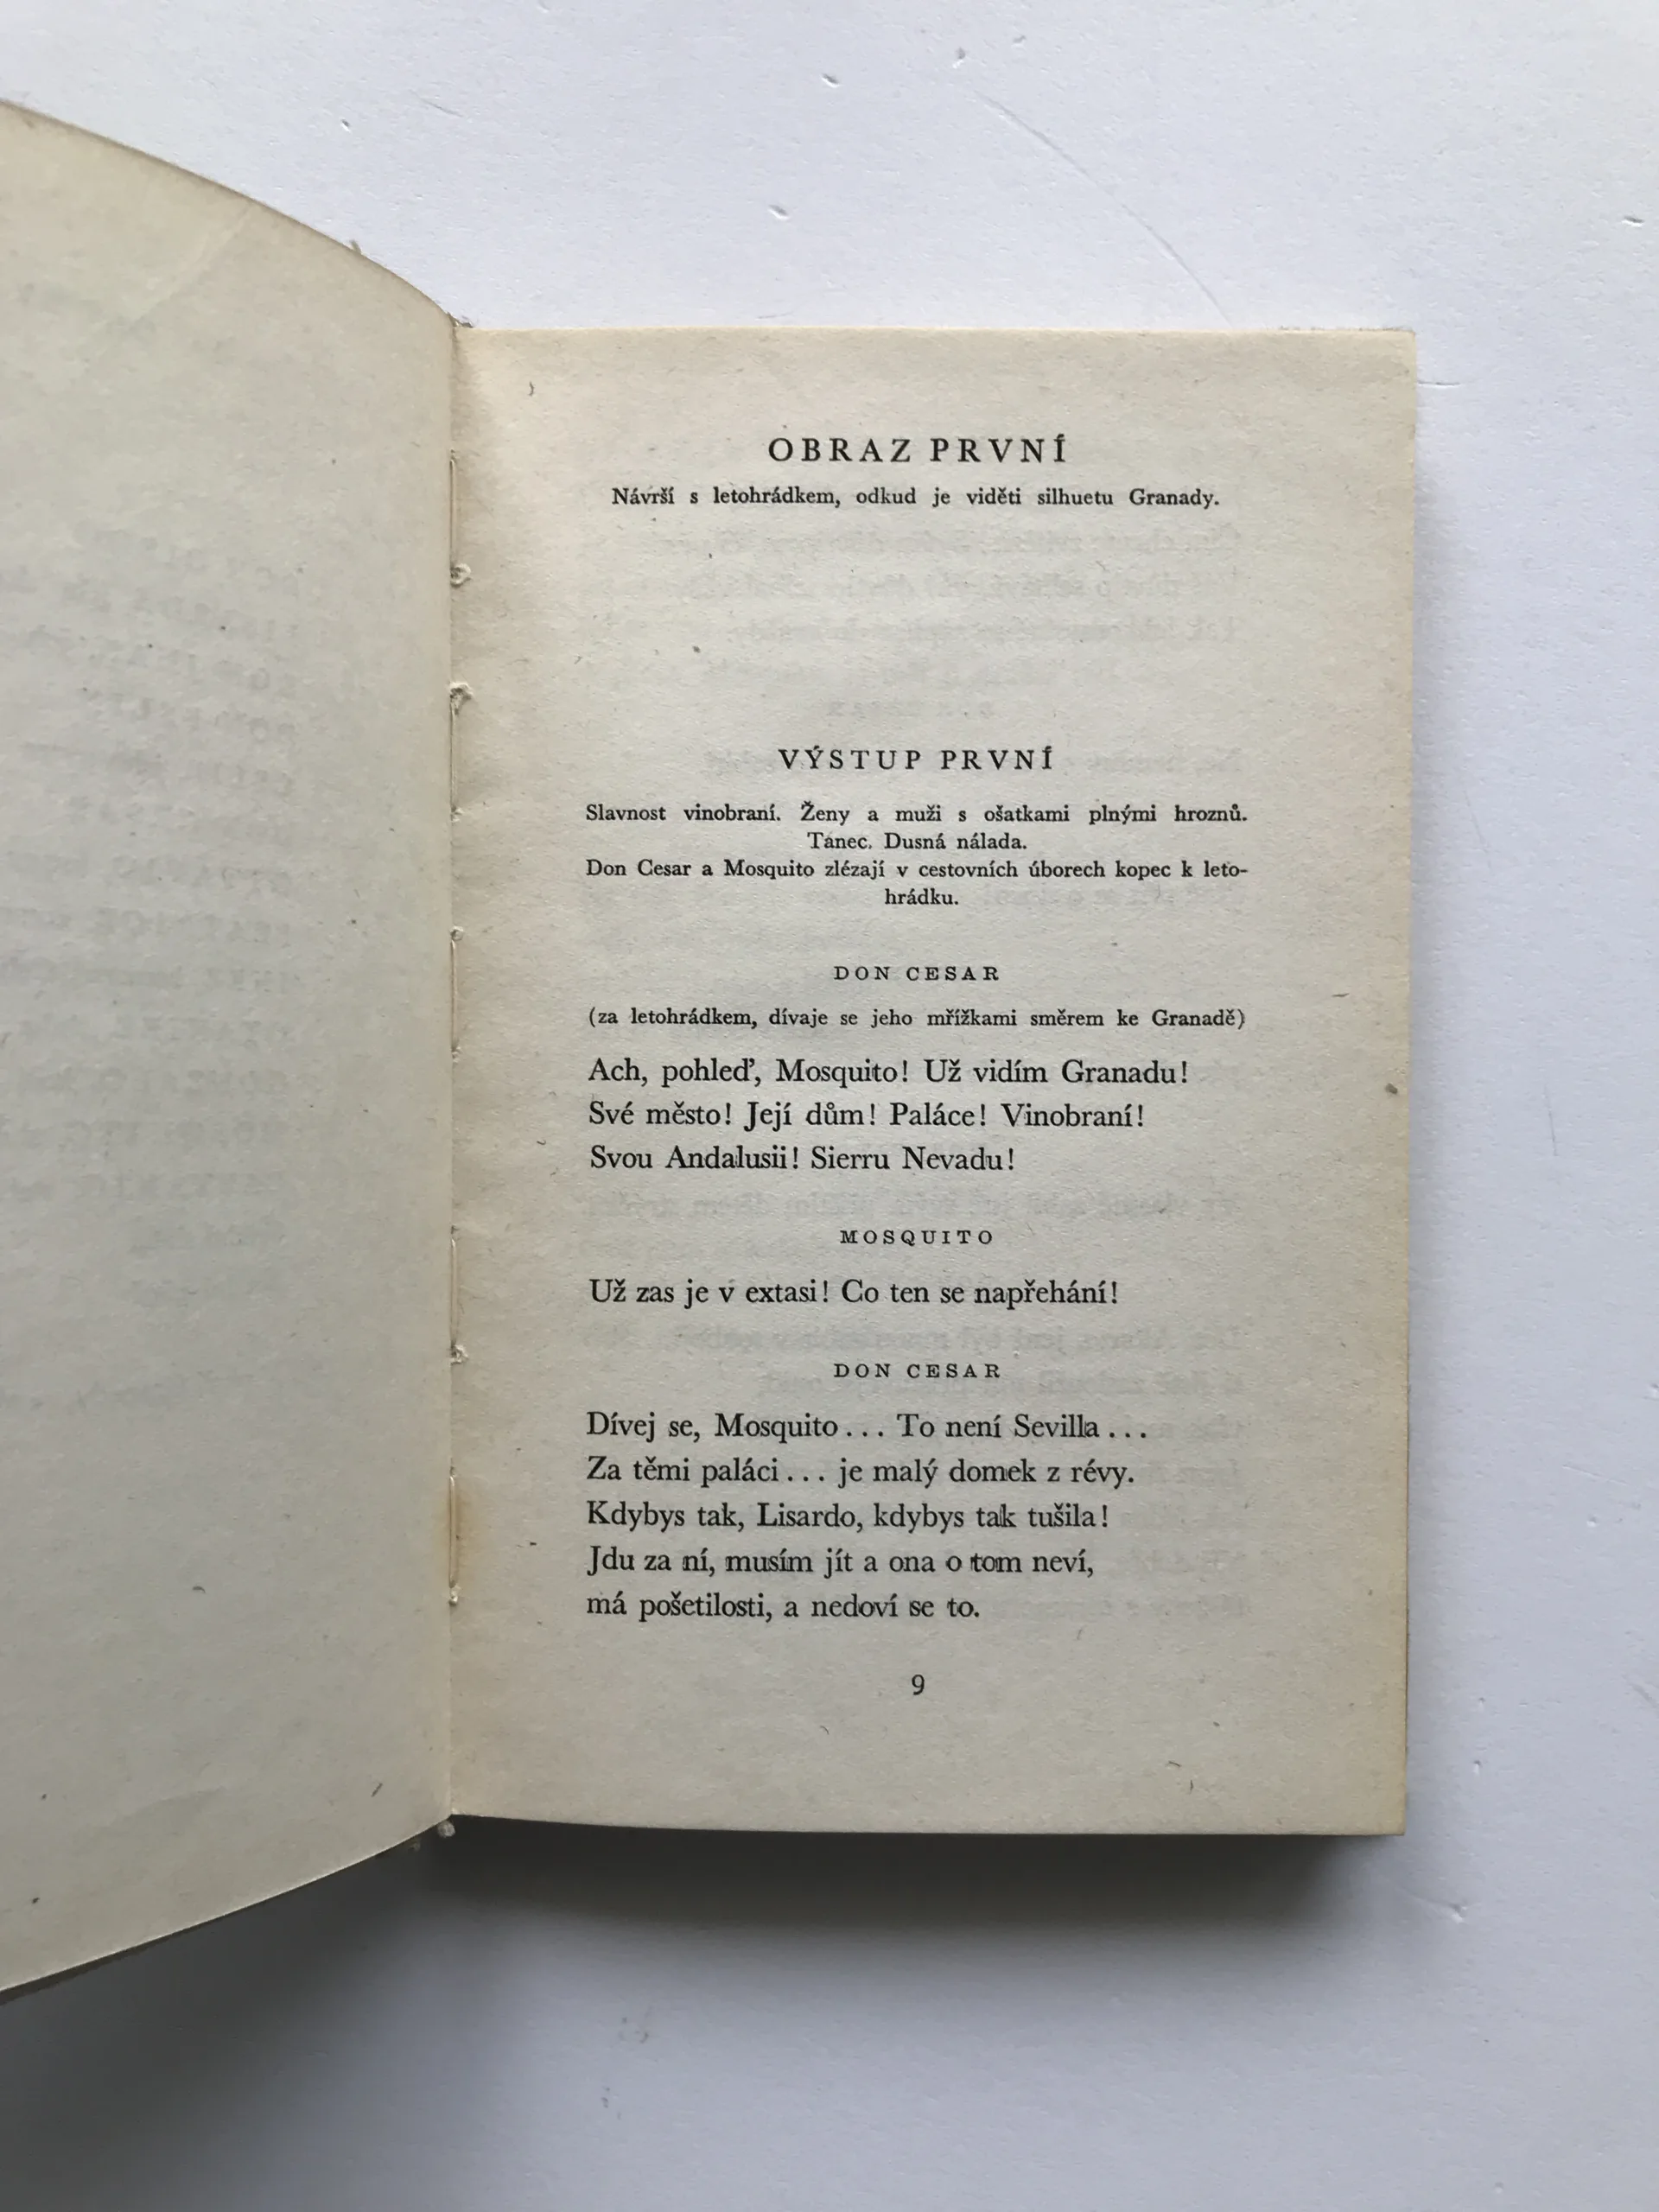 OBRAZ PRVNÍ
Návrší s letohrádkem, odkud je viděti silhuetu Granady.
VÝSTUP PRVNÍ
Slavnost vinobraní. Ženy a muži s ošatkami plnými hroznů.
Tanec. Dusná nálada.
Don Cesar a Mosquito zlézají v cestovních úborech kopec k leto-
hrádku.
DON CESAR
(za letohrádkem, dívaje se jeho mřížkami směrem ke Granadě)
Ach, pohleď, Mosquito! Už vidím Granadu!
Své město! Její dům! Paláce! Vinobraní!
Svou Andalusii! Sierru Nevadu!
MOSQUITO
Už zas je v extasi! Co ten se napřehání!
DON CESAR
Dívej se, Mosquito... To není Sevilla...
Za těmi paláci... je malý domek z révy.
Kdybys tak, Lisardo, kdybys tak tušila!
Jdu za ní, musím jít a ona o tom neví,
má pošetilosti, a nedoví se to.
9